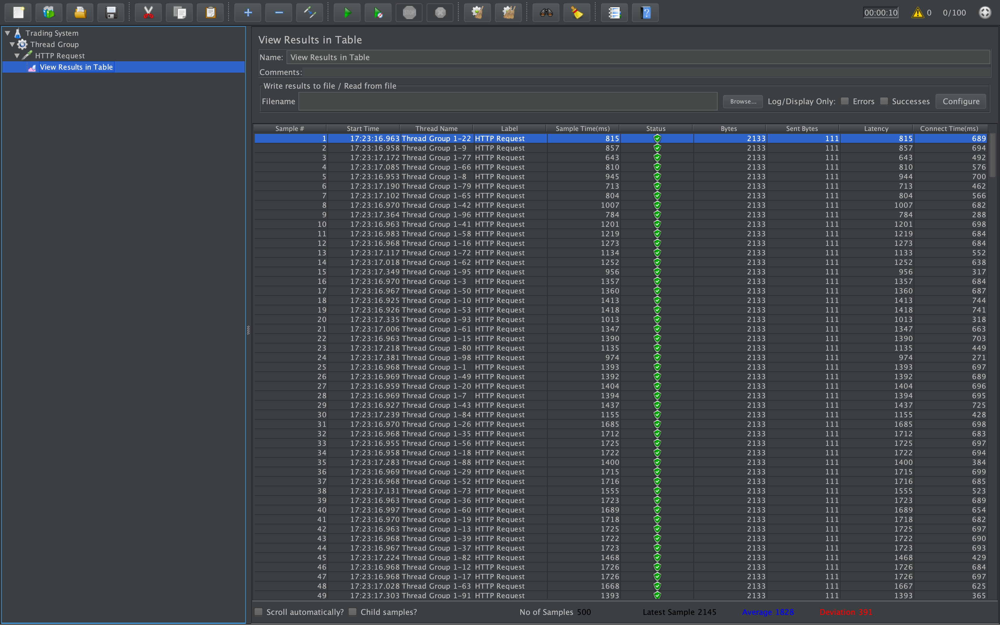 STOP
00:00:10 0 0/100
Trading System
Thread Group
HTTP Request
View Results in Table
View Results in Table
Name: View Results in Table
Comments:
Write results to file / Read from file
Filename Browse... Log/Display Only: Errors Successes Configure
Sample # Start Time Thread Name Label Sample Time(ms) Status Bytes Sent Bytes Latency Connect Time(ms)
1 17:23:16.963 Thread Group 1-22 HTTP Request 815 2133 111 815 689
2 17:23:16.958 Thread Group 1-9 HTTP Request 857 2133 111 857 694
3 17:23:17.172 Thread Group 1-77 HTTP Request 643 2133 111 643 492
4 17:23:17.085 Thread Group 1-66 HTTP Request 810 2133 111 810 576
5 17:23:16.953 Thread Group 1-8 HTTP Request 945 2133 111 944 700
6 17:23:17.190 Thread Group 1-79 HTTP Request 713 2133 111 713 462
7 17:23:17.102 Thread Group 1-65 HTTP Request 804 2133 111 804 566
8 17:23:16.970 Thread Group 1-42 HTTP Request 1007 2133 111 1007 682
9 17:23:17.364 Thread Group 1-96 HTTP Request 784 2133 111 784 288
10 17:23:16.963 Thread Group 1-41 HTTP Request 1201 2133 111 1201 698
11 17:23:16.983 Thread Group 1-58 HTTP Request 1219 2133 111 1219 684
12 17:23:16.968 Thread Group 1-16 HTTP Request 1273 2133 111 1273 684
13 17:23:17.117 Thread Group 1-72 HTTP Request 1134 2133 111 1133 552
14 17:23:17.018 Thread Group 1-62 HTTP Request 1252 2133 111 1252 638
15 17:23:17.349 Thread Group 1-95 HTTP Request 956 2133 111 956 317
16 17:23:16.970 Thread Group 1-3 HTTP Request 1357 2133 111 1357 684
17 17:23:16.967 Thread Group 1-50 HTTP Request 1360 2133 111 1360 687
18 17:23:16.925 Thread Group 1-10 HTTP Request 1413 2133 111 1413 744
19 17:23:16.926 Thread Group 1-53 HTTP Request 1418 2133 111 1418 741
20 17:23:17.335 Thread Group 1-93 HTTP Request 1013 2133 111 1013 318
21 17:23:17.006 Thread Group 1-61 HTTP Request 1347 2133 111 1347 663
22 17:23:16.963 Thread Group 1-15 HTTP Request 1390 2133 111 1390 703
23 17:23:17.218 Thread Group 1-80 HTTP Request 1135 2133 111 1135 449
24 17:23:17.381 Thread Group 1-98 HTTP Request 974 2133 111 974 271
25 17:23:16.968 Thread Group 1-1 HTTP Request 1393 2133 111 1393 697
26 17:23:16.969 Thread Group 1-49 HTTP Request 1392 2133 111 1392 689
27 17:23:16.959 Thread Group 1-20 HTTP Request 1404 2133 111 1404 696
28 17:23:16.969 Thread Group 1-7 HTTP Request 1394 2133 111 1394 695
29 17:23:16.927 Thread Group 1-43 HTTP Request 1437 2133 111 1437 725
30 17:23:17.239 Thread Group 1-84 HTTP Request 1155 2133 111 1155 428
31 17:23:16.970 Thread Group 1-26 HTTP Request 1685 2133 111 1685 698
32 17:23:16.968 Thread Group 1-35 HTTP Request 1712 2133 111 1712 683
33 17:23:16.955 Thread Group 1-56 HTTP Request 1725 2133 111 1725 697
34 17:23:16.958 Thread Group 1-18 HTTP Request 1722 2133 111 1722 694
35 17:23:17.283 Thread Group 1-88 HTTP Request 1400 2133 111 1400 384
36 17:23:16.969 Thread Group 1-29 HTTP Request 1715 2133 111 1715 699
37 17:23:16.968 Thread Group 1-52 HTTP Request 1716 2133 111 1716 685
38 17:23:17.131 Thread Group 1-73 HTTP Request 1555 2133 111 1555 523
39 17:23:16.963 Thread Group 1-36 HTTP Request 1723 2133 111 1723 689
40 17:23:16.997 Thread Group 1-60 HTTP Request 1689 2133 111 1689 654
41 17:23:16.970 Thread Group 1-19 HTTP Request 1718 2133 111 1718 682
42 17:23:16.963 Thread Group 1-13 HTTP Request 1725 2133 111 1725 697
43 17:23:16.968 Thread Group 1-39 HTTP Request 1722 2133 111 1722 690
44 17:23:16.967 Thread Group 1-37 HTTP Request 1723 2133 111 1723 693
45 17:23:17.224 Thread Group 1-82 HTTP Request 1468 2133 111 1468 429
46 17:23:16.968 Thread Group 1-12 HTTP Request 1726 2133 111 1726 684
47 17:23:16.968 Thread Group 1-17 HTTP Request 1726 2133 111 1726 697
48 17:23:17.028 Thread Group 1-63 HTTP Request 1668 2133 111 1667 625
49 17:23:17.303 Thread Group 1-91 HTTP Request 1393 2133 111 1393 365
Scroll automatically? Child samples? No of Samples 500 Latest Sample 2145 Average 1828 Deviation 391